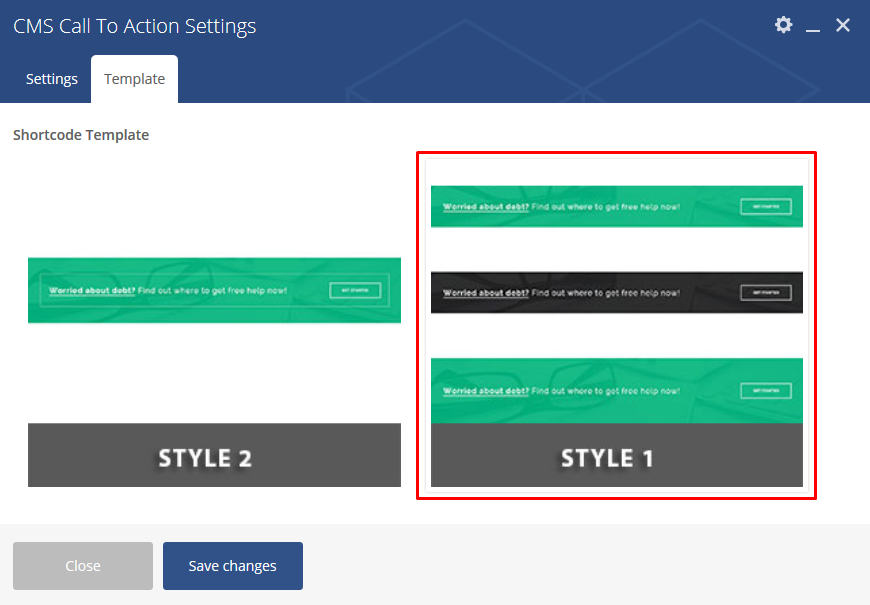 CMS Call To Action Settings
Settings
Template
Shortcode Template
Worried about debt? Find out where to get free help now!
GET STARTED
STYLE 2
Worried about debt? Find out where to get free help now!
GET STARTED
Worried about debt? Find out where to get free help now!
GET STARTED
Worried about debt? Find out where to get free help now!
GET STARTED
STYLE 1
Close
Save changes